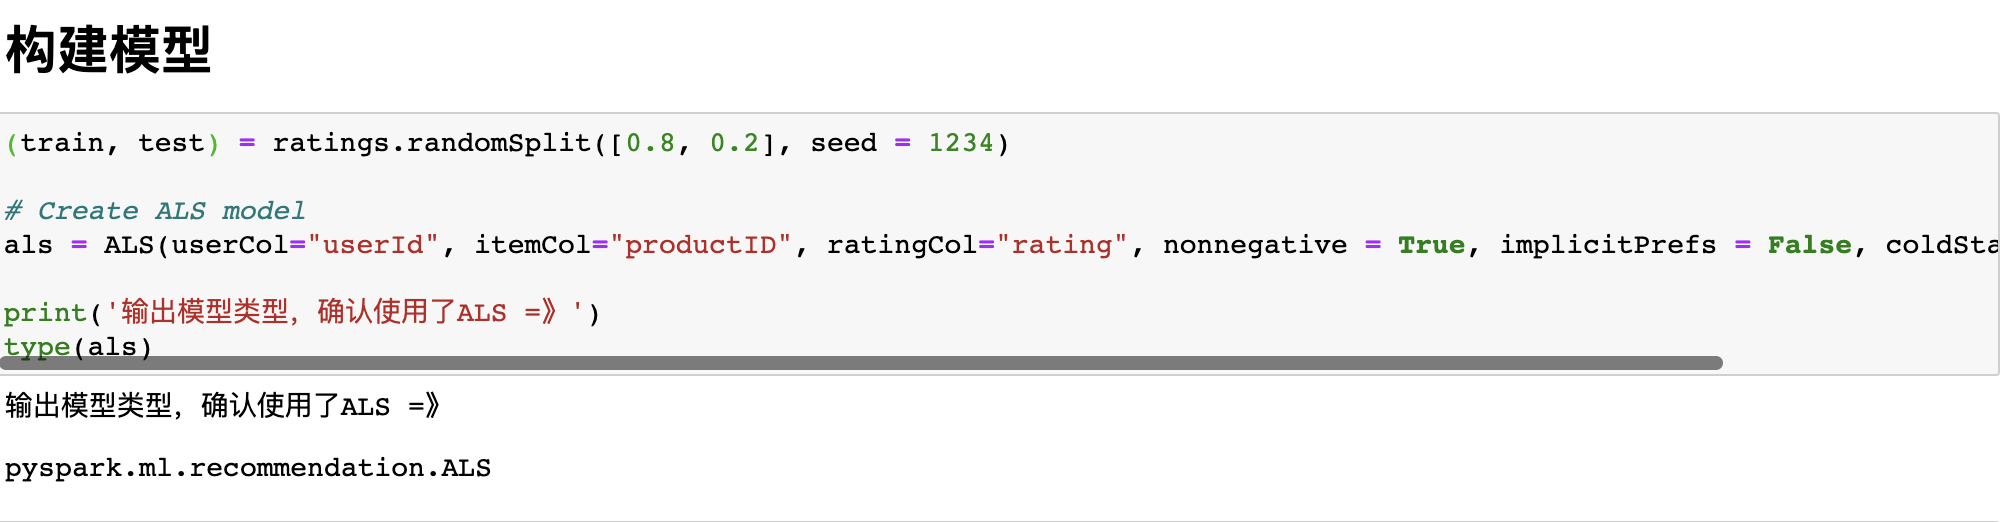 构建模型
(train, test) = ratings.randomSplit([0.8, 0.2], seed = 1234)
# Create ALS model
als = ALS(userCol="userId", itemCol="productID", ratingCol="rating", nonnegative = True, implicitPrefs = False, coldSta
print('输出模型类型，确认使用了ALS =》')
type(als)
输出模型类型，确认使用了ALS =》
pyspark.ml.recommendation.ALS